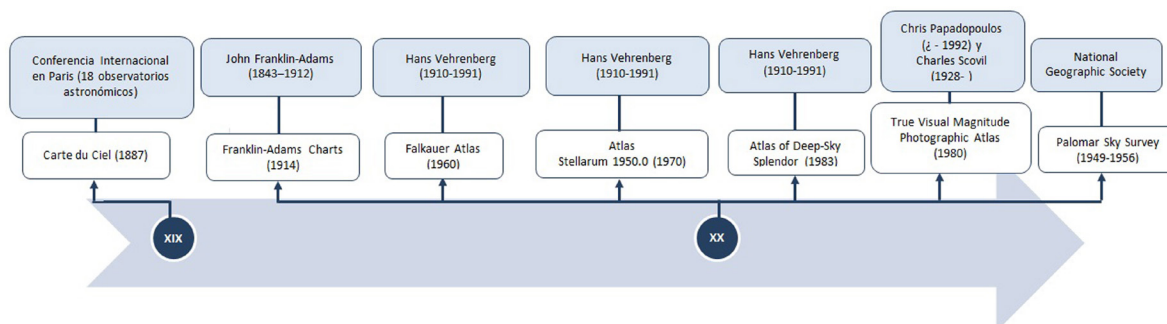 Conferencia Internacional
en Paris (18 observatorios
astronómicos)
Carte du Ciel (1887)
John Franklin-Adams
(1843–1912)
Franklin-Adams Charts
(1914)
Hans Vehrenberg
(1910-1991)
Falkauer Atlas
(1960)
Hans Vehrenberg
(1910-1991)
Atlas
Stellarum 1950.0 (1970)
Hans Vehrenberg
(1910-1991)
Atlas of Deep-Sky
Splendor (1983)
Chris Papadopoulos
(¿ - 1992) y
Charles Scovil
(1928- )
True Visual Magnitude
Photographic Atlas
(1980)
National
Geographic Society
Palomar Sky Survey
(1949-1956)
XIX
XX